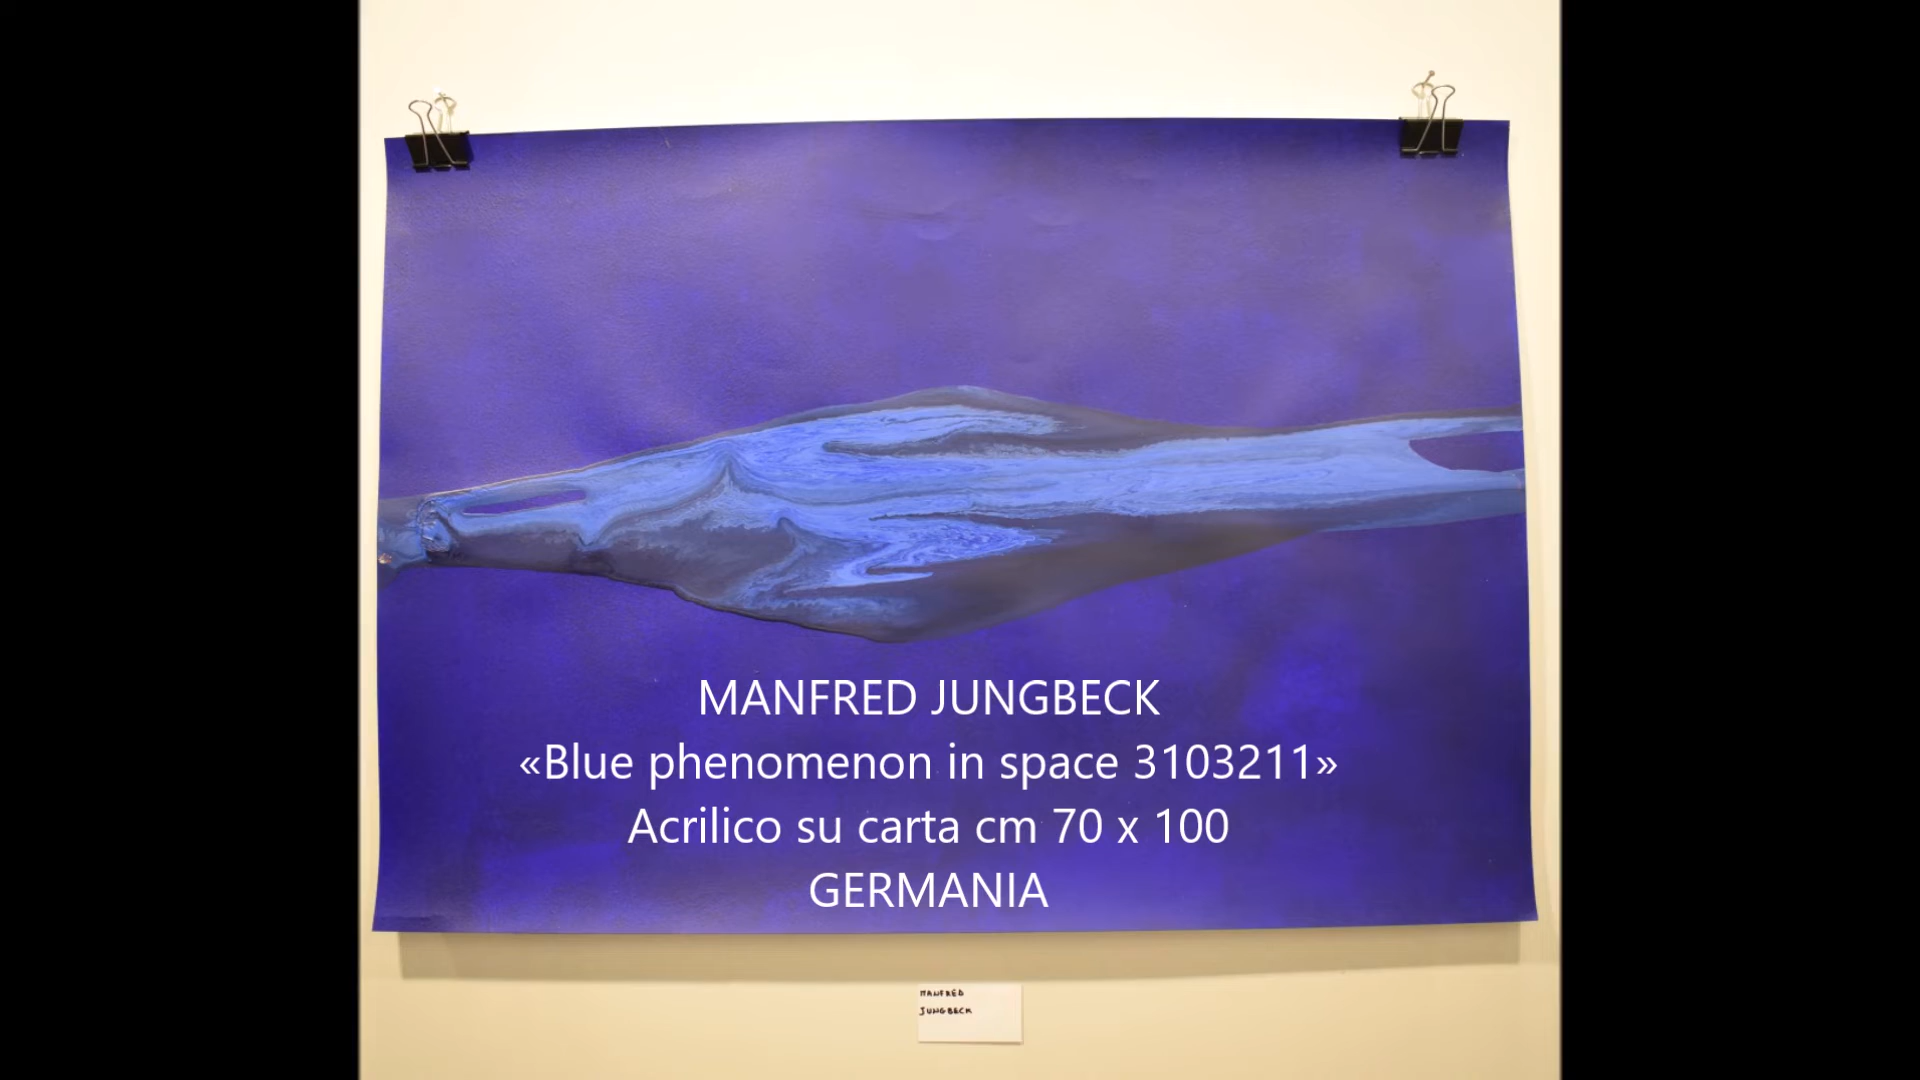 MANFRED JUNGBECK
«Blue phenomenon in space 3103211»
Acrilico su carta cm 70 x 100
GERMANIA
MANFRED
JUNGBECK